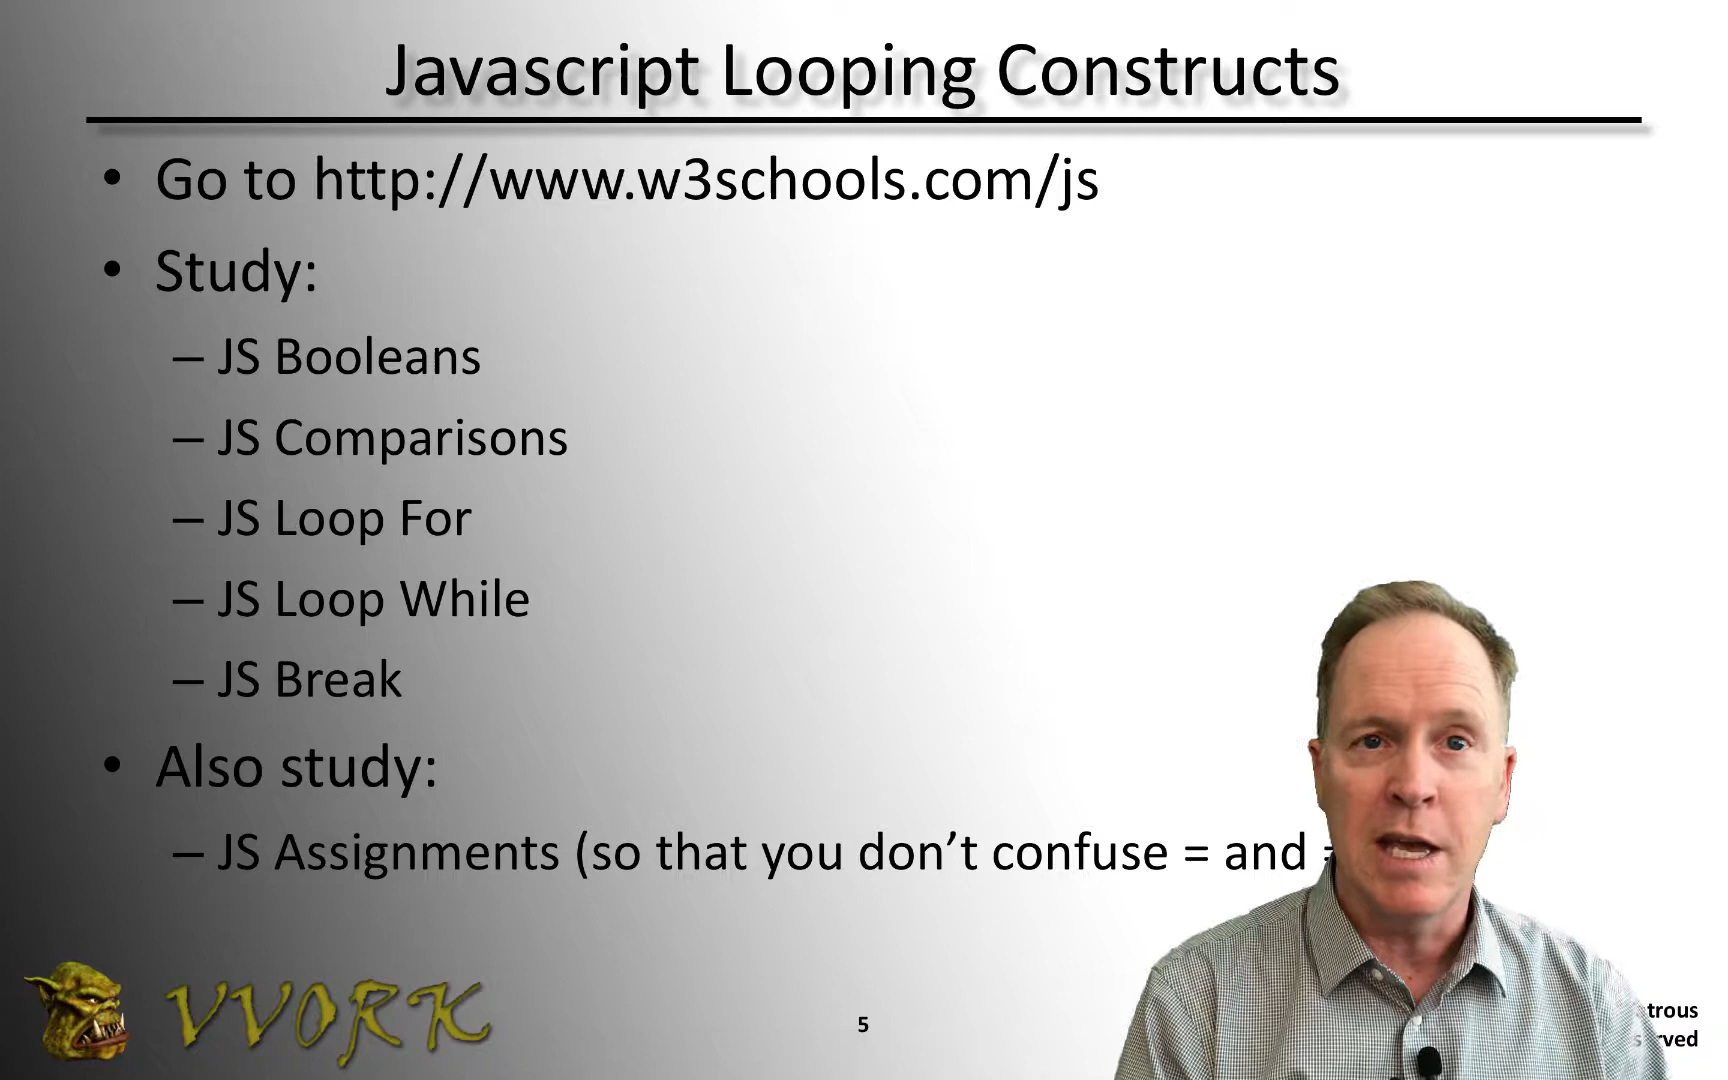 Javascript Looping Constructs
• Go to http://www.w3schools.com/js
• Study:
– JS Booleans
– JS Comparisons
– JS Loop For
– JS Loop While
– JS Break
• Also study:
– JS Assignments (so that you don’t confuse = and
VVORK
5